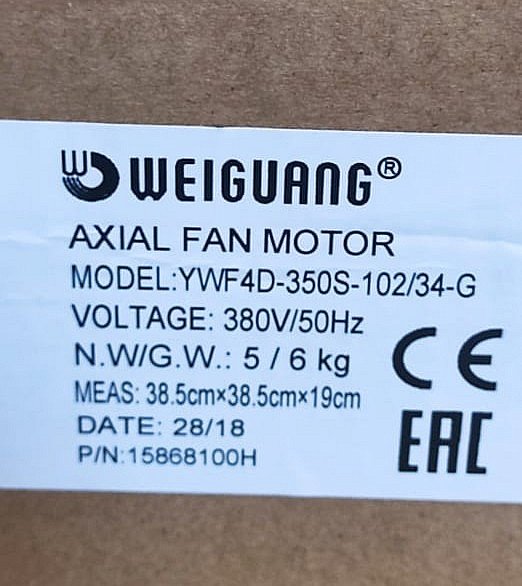 WEIGUANG®
AXIAL FAN MOTOR
MODEL:YWF4D-350S-102/34-G
VOLTAGE: 380V/50Hz
N.W/G.W.: 5 / 6 kg
MEAS: 38.5cm×38.5cm×19cm
DATE: 28/18
P/N:15868100H
CE
EAC